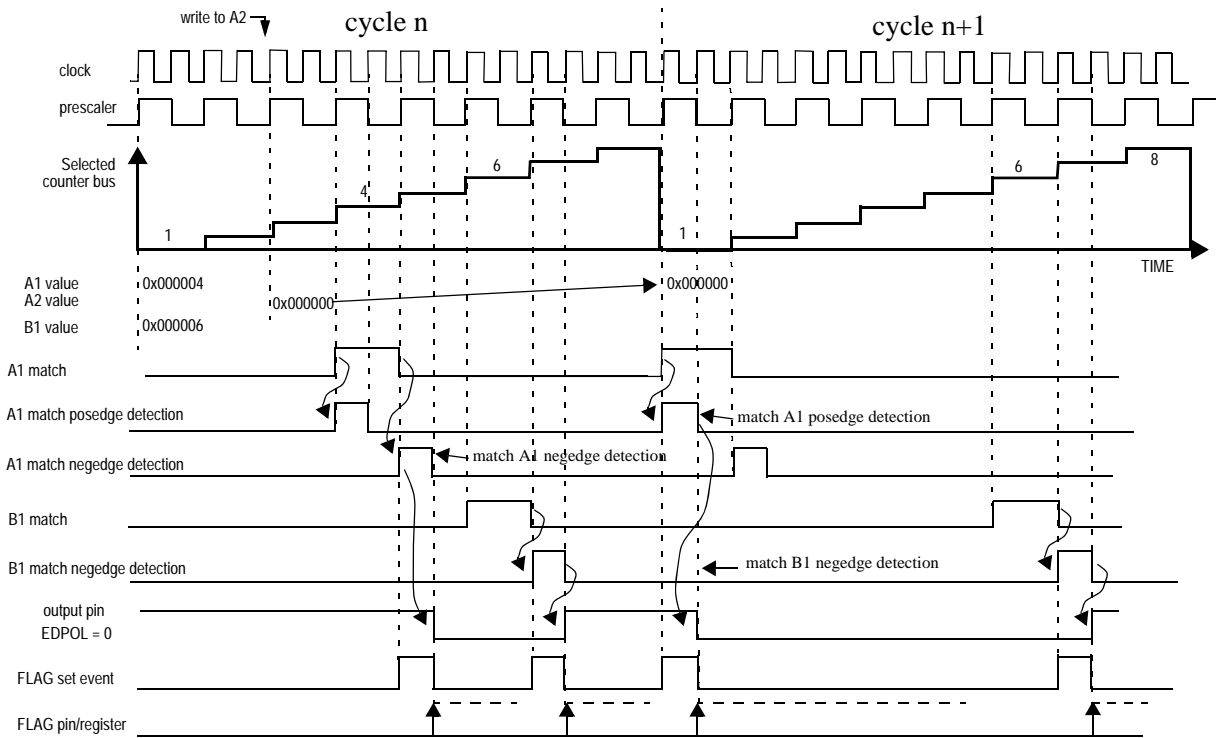 write to A2
cycle n
cycle n+1
clock
prescaler
Selected
counter bus
1
4
6
1
6
8
TIME
A1 value
0x000004
0x000000
A2 value
0x000000
B1 value
0x000006
A1 match
A1 match posedge detection
match A1 posedge detection
A1 match negedge detection
match A1 negedge detection
B1 match
B1 match negedge detection
match B1 negedge detection
output pin
EDPOL = 0
FLAG set event
FLAG pin/register